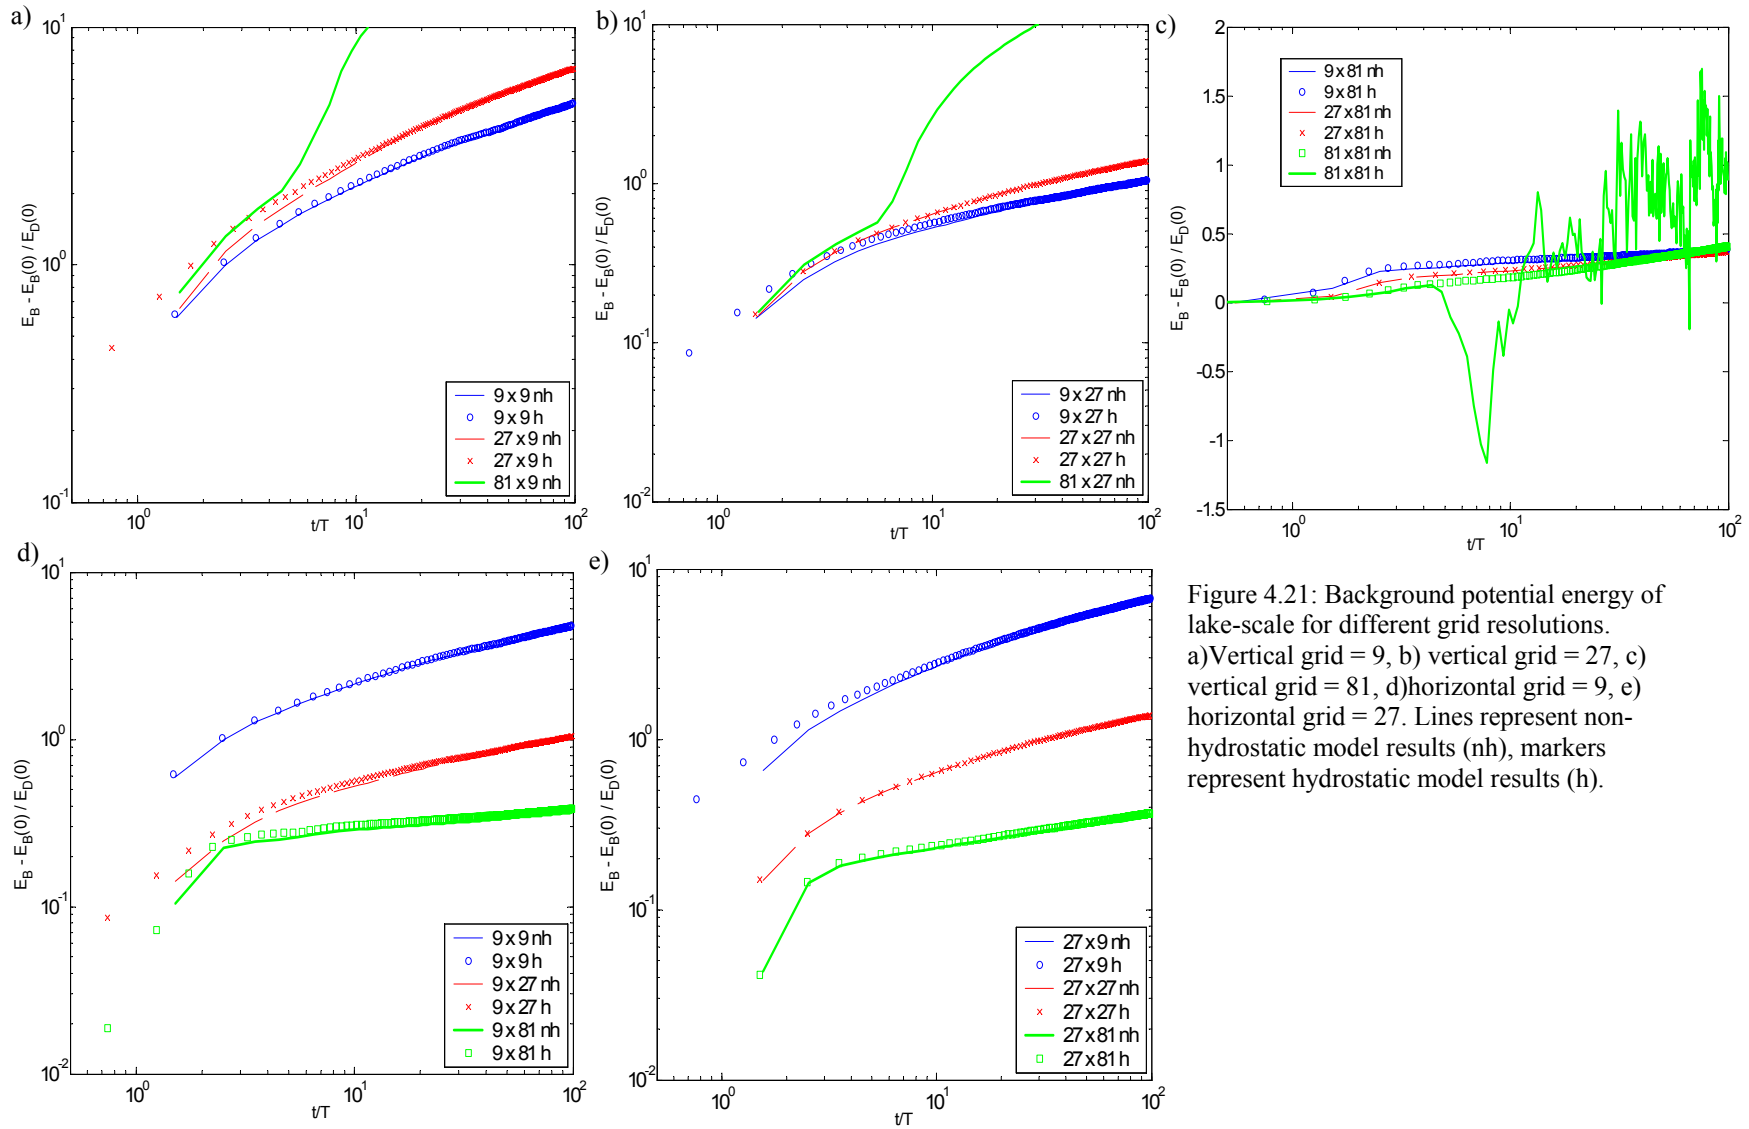 a)
10^1
10^0
10^-1
E_B - E_B(0) / E_D(0)
10^0
10^1
10^2
t/T
9 x 9 nh
9 x 9 h
27 x 9 nh
27 x 9 h
81 x 9 nh
b)
10^1
10^0
10^-1
10^-2
E_B - E_B(0) / E_D(0)
10^0
10^1
10^2
t/T
9 x 27 nh
9 x 27 h
27 x 27 nh
27 x 27 h
81 x 27 nh
c)
2
1.5
1
0.5
0
-0.5
-1
-1.5
E_B - E_B(0) / E_D(0)
10^0
10^1
10^2
t/T
9 x 81 nh
9 x 81 h
27 x 81 nh
27 x 81 h
81 x 81 nh
81 x 81 h
d)
10^1
10^0
10^-1
10^-2
E_B - E_B(0) / E_D(0)
10^0
10^1
10^2
t/T
9 x 9 nh
9 x 9 h
9 x 27 nh
9 x 27 h
9 x 81 nh
9 x 81 h
e)
10^1
10^0
10^-1
10^-2
E_B - E_B(0) / E_D(0)
10^0
10^1
10^2
t/T
27 x 9 nh
27 x 9 h
27 x 27 nh
27 x 27 h
27 x 81 nh
27 x 81 h
Figure 4.21: Background potential energy of
lake-scale for different grid resolutions.
a)Vertical grid = 9, b) vertical grid = 27, c)
vertical grid = 81, d)horizontal grid = 9, e)
horizontal grid = 27. Lines represent non-
hydrostatic model results (nh), markers
represent hydrostatic model results (h).